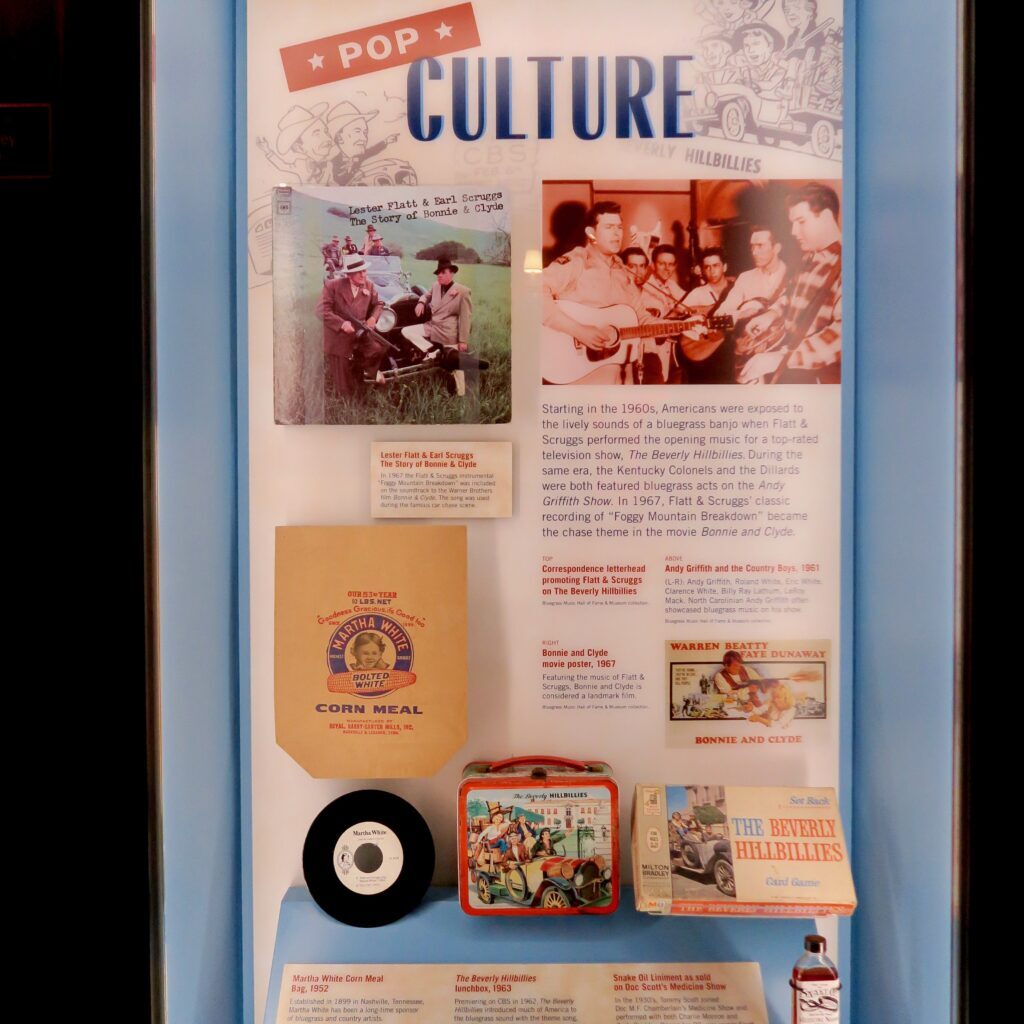 ★ POP ★
CULTURE
CBS
BEVERLY HILLBILLIES
Lester Flatt & Earl Scruggs
The Story of Bonnie & Clyde
Lester Flatt & Earl Scruggs
The Story of Bonnie & Clyde
In 1967 the Flatt & Scruggs instrumental
"Foggy Mountain Breakdown" was included
on the soundtrack to the Warner Brothers
film Bonnie & Clyde. The song was used
during the famous car chase scene.
Starting in the 1960s, Americans were exposed to
the lively sounds of a bluegrass banjo when Flatt &
Scruggs performed the opening music for a top-rated
television show, The Beverly Hillbillies. During the
same era, the Kentucky Colonels and the Dillards
were both featured bluegrass acts on the Andy
Griffith Show. In 1967, Flatt & Scruggs' classic
recording of "Foggy Mountain Breakdown" became
the chase theme in the movie Bonnie and Clyde.
TOP
Correspondence letterhead
promoting Flatt & Scruggs
on The Beverly Hillbillies
Bluegrass Music Hall of Fame & Museum collection.
ABOVE
Andy Griffith and the Country Boys, 1961
(L-R): Andy Griffith, Roland White, Eric White,
Clarence White, Billy Ray Lathum, LeRoy
Mack. North Carolinian Andy Griffith often
showcased bluegrass music on his show.
Bluegrass Music Hall of Fame & Museum collection.
RIGHT
Bonnie and Clyde
movie poster, 1967
Featuring the music of Flatt &
Scruggs, Bonnie and Clyde is
considered a landmark film.
Bluegrass Music Hall of Fame & Museum collection.
WARREN BEATTY
FAYE DUNAWAY
BONNIE AND CLYDE
OUR 53RD YEAR
10 LBS. NET
"Goodness Gracious, its Good too"
MARTHA WHITE
BOLTED
WHITE
CORN MEAL
MANUFACTURED BY
ROYAL, BARRY-CARTER MILLS, INC.
NASHVILLE & LEBANON, TENN.
Martha White
The Beverly HILLBILLIES
Set Back
THE BEVERLY
HILLBILLIES
Card Game
MILTON
BRADLEY
THE BEVERLY HILLBILLIES
Martha White Corn Meal
Bag, 1952
Established in 1899 in Nashville, Tennessee,
Martha White has been a long-time sponsor
of bluegrass and country artists.
The Beverly Hillbillies
lunchbox, 1963
Premiering on CBS in 1962, The Beverly
Hillbillies introduced much of America to
the bluegrass sound with the theme song,
Snake Oil Liniment as sold
on Doc Scott's Medicine Show
In the 1930's, Tommy Scott joined
Doc M.F. Chamberlain's Medicine Show and
performed with both Charlie Monroe and